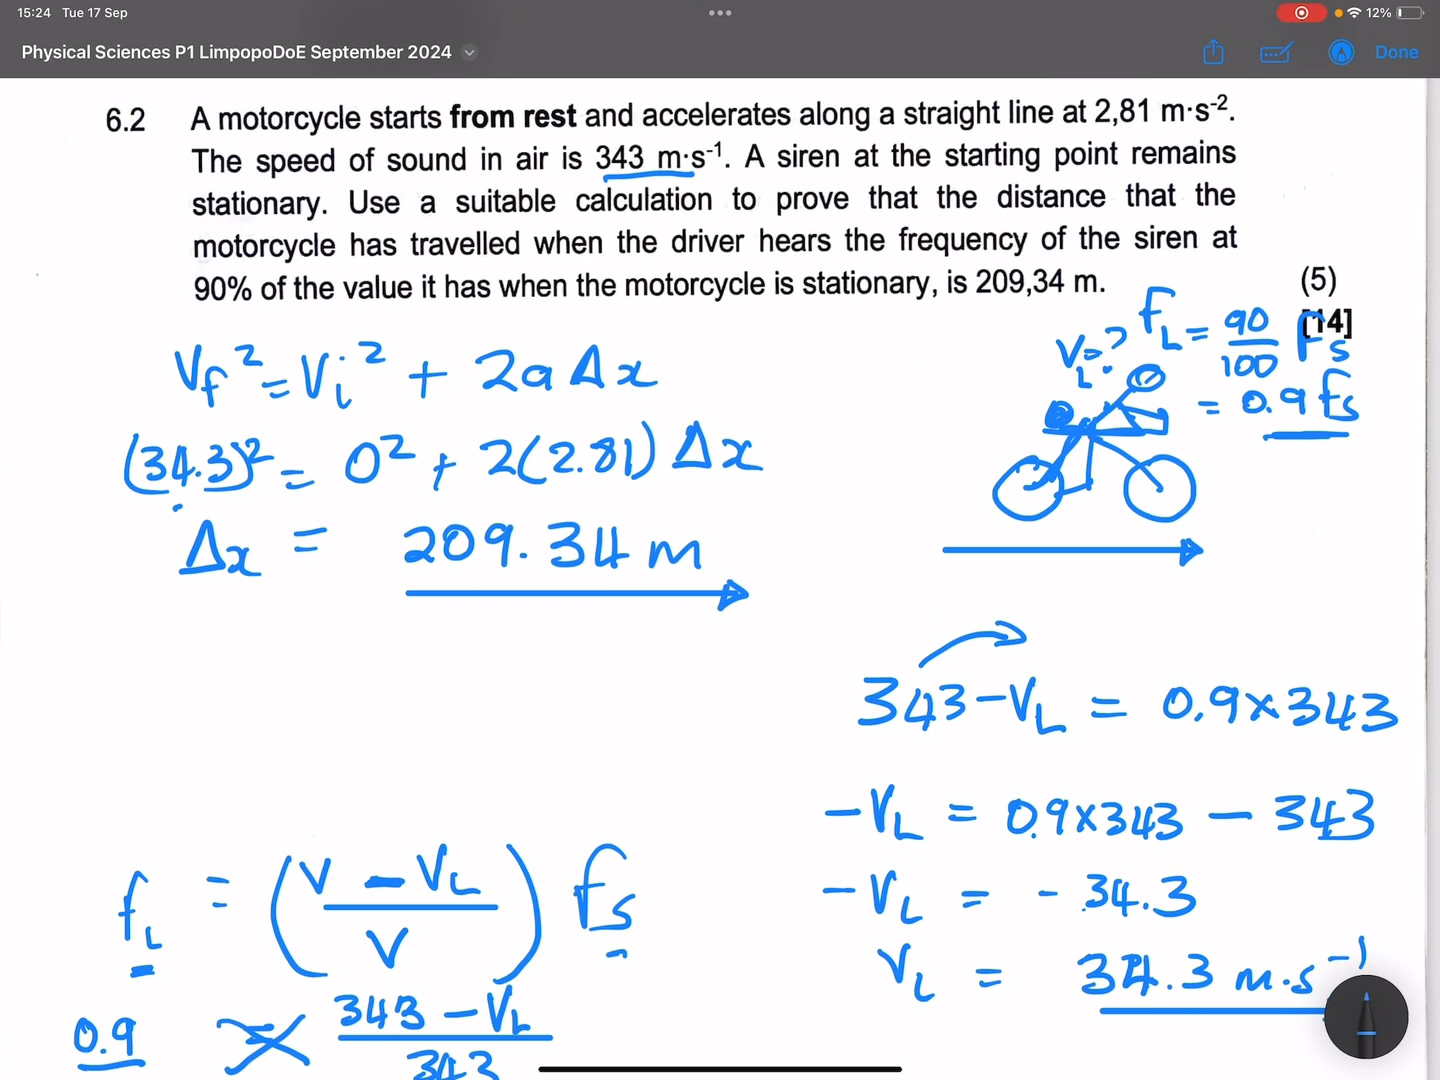 15:24 Tue 17 Sep
12%
Physical Sciences P1 LimpopoDoE September 2024
Done
6.2 A motorcycle starts from rest and accelerates along a straight line at 2,81 m·s⁻².
The speed of sound in air is 343 m·s⁻¹. A siren at the starting point remains
stationary. Use a suitable calculation to prove that the distance that the
motorcycle has travelled when the driver hears the frequency of the siren at
90% of the value it has when the motorcycle is stationary, is 209,34 m.
(5)
[14]
Vf² = Vi² + 2aΔx
(34.3)² = 0² + 2(2.81)Δx
Δx = 209.34 m
VL = ?
fL = 90/100 fs
= 0.9 fs
343 - VL = 0.9×343
-VL = 0.9×343 - 343
-VL = -34.3
VL = 34.3 m.s⁻¹
fL = (V - VL / V) fs
0.9 = 343 - VL / 343